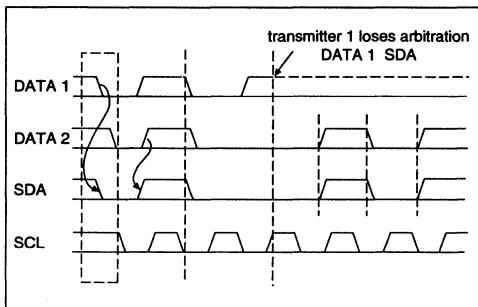 transmitter 1 loses arbitration
DATA 1 SDA
DATA 1
DATA 2
SDA
SCL